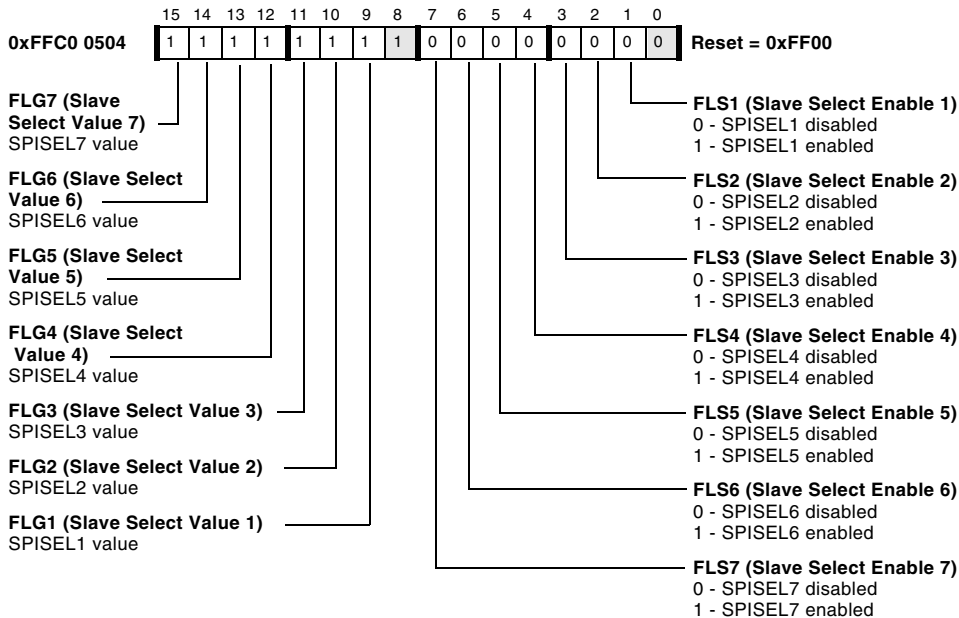 15 14 13 12 11 10 9 8 7 6 5 4 3 2 1 0
0xFFC0 0504 1 1 1 1 1 1 1 1 0 0 0 0 0 0 0 0 Reset = 0xFF00
FLG7 (Slave
Select Value 7)
SPISEL7 value
FLG6 (Slave Select
Value 6)
SPISEL6 value
FLG5 (Slave Select
Value 5)
SPISEL5 value
FLG4 (Slave Select
Value 4)
SPISEL4 value
FLG3 (Slave Select Value 3)
SPISEL3 value
FLG2 (Slave Select Value 2)
SPISEL2 value
FLG1 (Slave Select Value 1)
SPISEL1 value
FLS1 (Slave Select Enable 1)
0 - SPISEL1 disabled
1 - SPISEL1 enabled
FLS2 (Slave Select Enable 2)
0 - SPISEL2 disabled
1 - SPISEL2 enabled
FLS3 (Slave Select Enable 3)
0 - SPISEL3 disabled
1 - SPISEL3 enabled
FLS4 (Slave Select Enable 4)
0 - SPISEL4 disabled
1 - SPISEL4 enabled
FLS5 (Slave Select Enable 5)
0 - SPISEL5 disabled
1 - SPISEL5 enabled
FLS6 (Slave Select Enable 6)
0 - SPISEL6 disabled
1 - SPISEL6 enabled
FLS7 (Slave Select Enable 7)
0 - SPISEL7 disabled
1 - SPISEL7 enabled